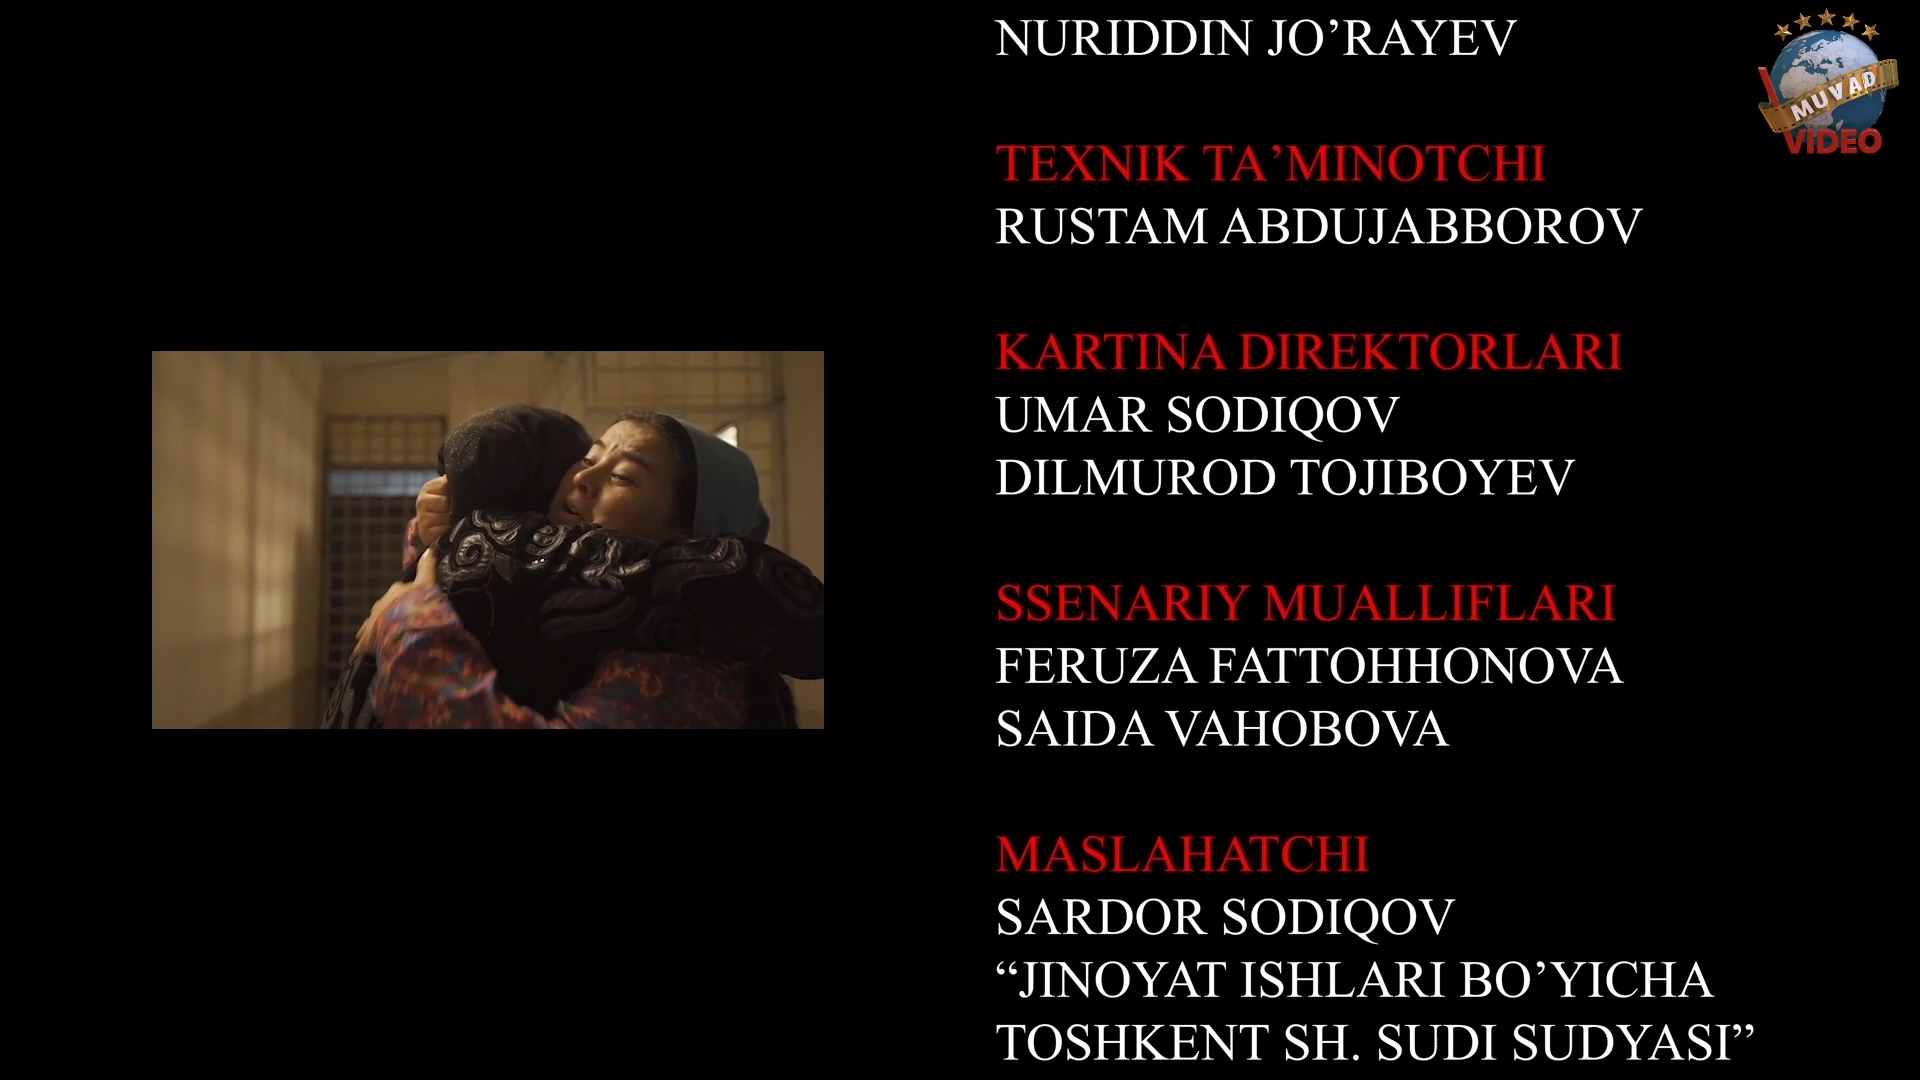 NURIDDIN JO’RAYEV
MUVAD
VIDEO
TEXNIK TA’MINOTCHI
RUSTAM ABDUJABBOROV
KARTINA DIREKTORLARI
UMAR SODIQOV
DILMUROD TOJIBOYEV
SSENARIY MUALLIFLARI
FERUZA FATTOHHONOVA
SAIDA VAHOBOVA
MASLAHATCHI
SARDOR SODIQOV
“JINOYAT ISHLARI BO’YICHA
TOSHKENT SH. SUDI SUDYASI”